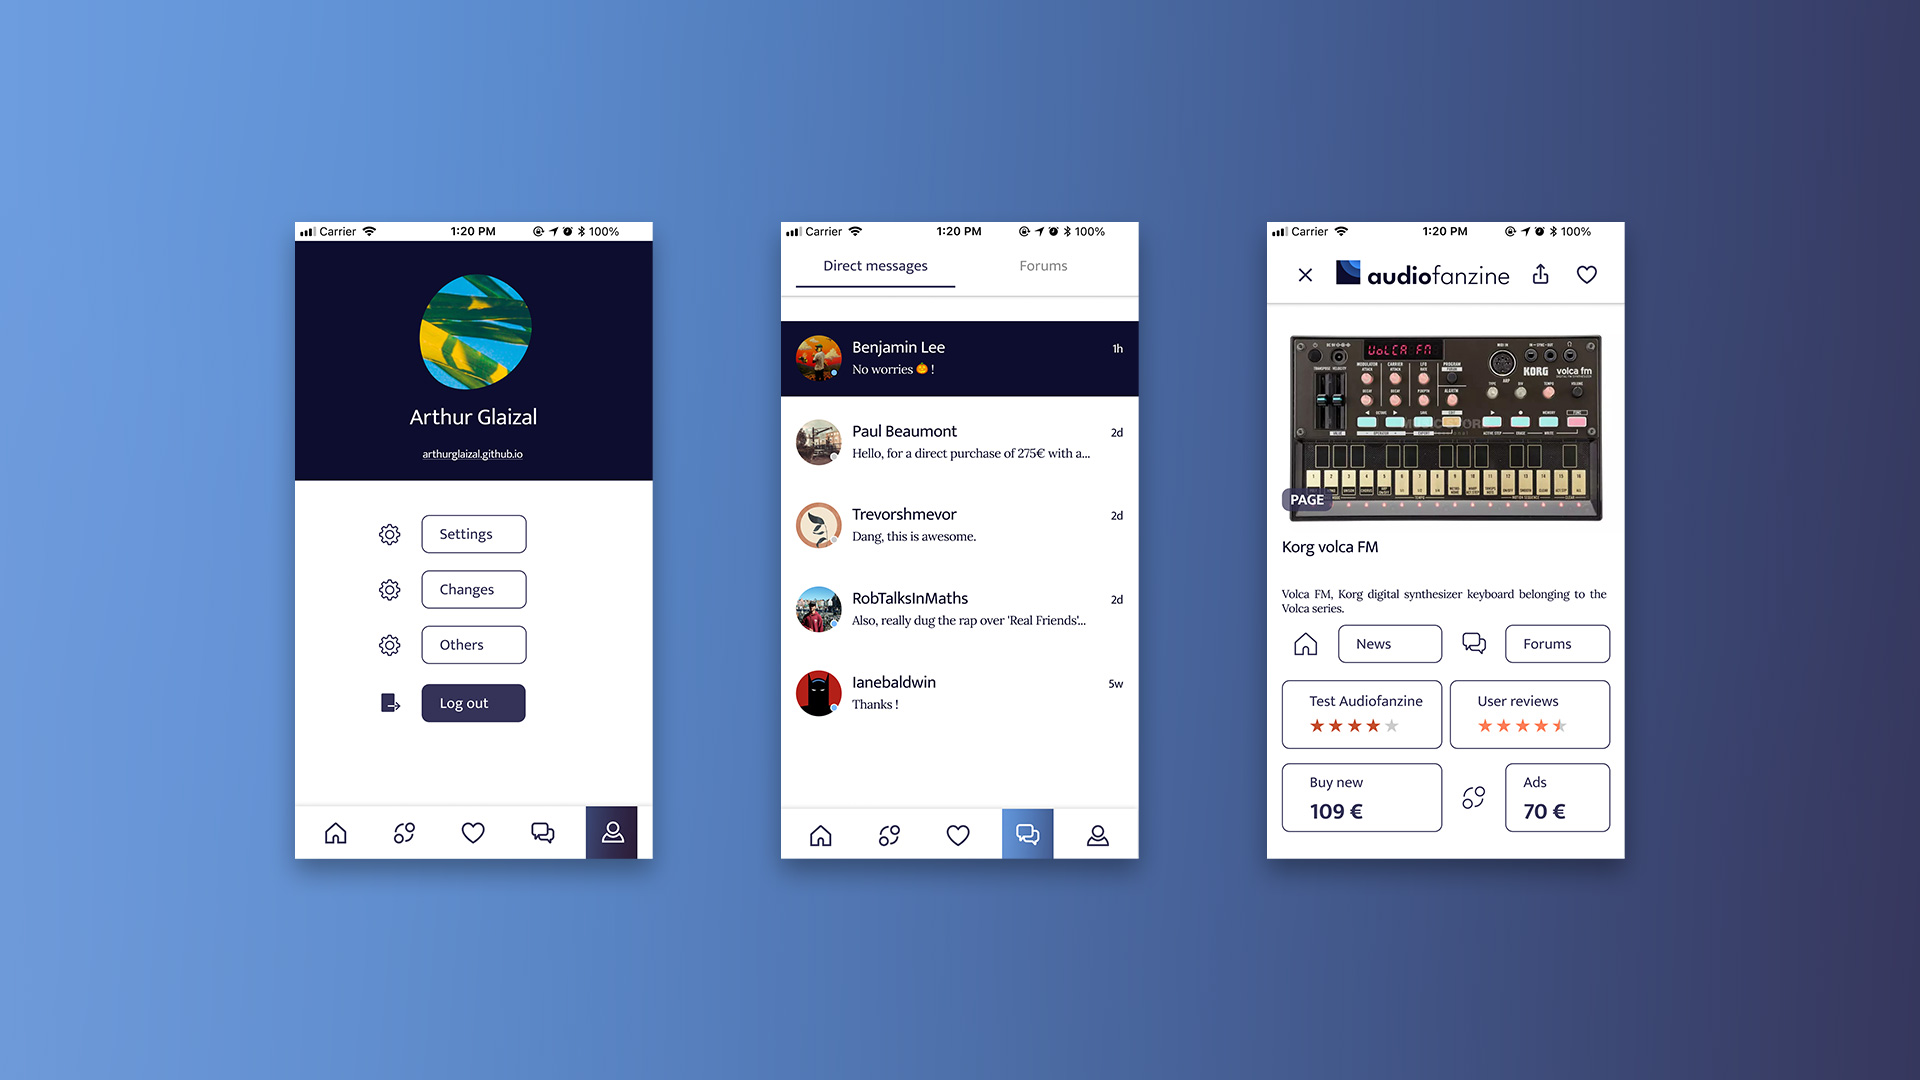 Carrier 1:20 PM 100%
Arthur Glaizal
arthurglaizal.github.io
Settings
Changes
Others
Log out
Carrier 1:20 PM 100%
Direct messages Forums
Benjamin Lee 1h
No worries 🎃 !
Paul Beaumont 2d
Hello, for a direct purchase of 275€ with a...
Trevorshmevor 2d
Dang, this is awesome.
RobTalksInMaths 2d
Also, really dug the rap over 'Real Friends'...
Ianebaldwin 5w
Thanks !
Carrier 1:20 PM 100%
audiofanzine
VOLCA FM
KORG
volca fm
PAGE
Korg volca FM
Volca FM, Korg digital synthesizer keyboard belonging to the
Volca series.
News Forums
Test Audiofanzine User reviews
Buy new Ads
109 € 70 €